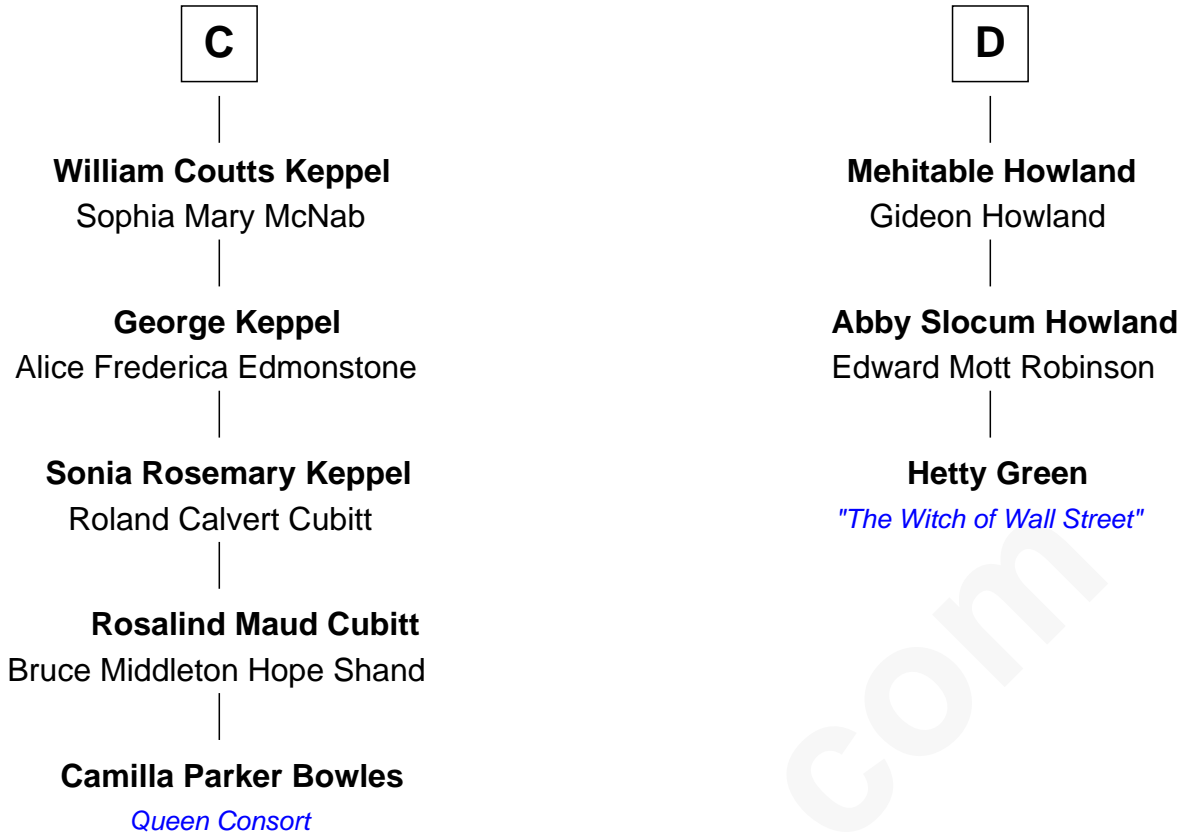 C
William Coutts Keppel
Sophia Mary McNab
George Keppel
Alice Frederica Edmonstone
Sonia Rosemary Keppel
Roland Calvert Cubitt
Rosalind Maud Cubitt
Bruce Middleton Hope Shand
Camilla Parker Bowles
Queen Consort
D
Mehitable Howland
Gideon Howland
Abby Slocum Howland
Edward Mott Robinson
Hetty Green
"The Witch of Wall Street"
com